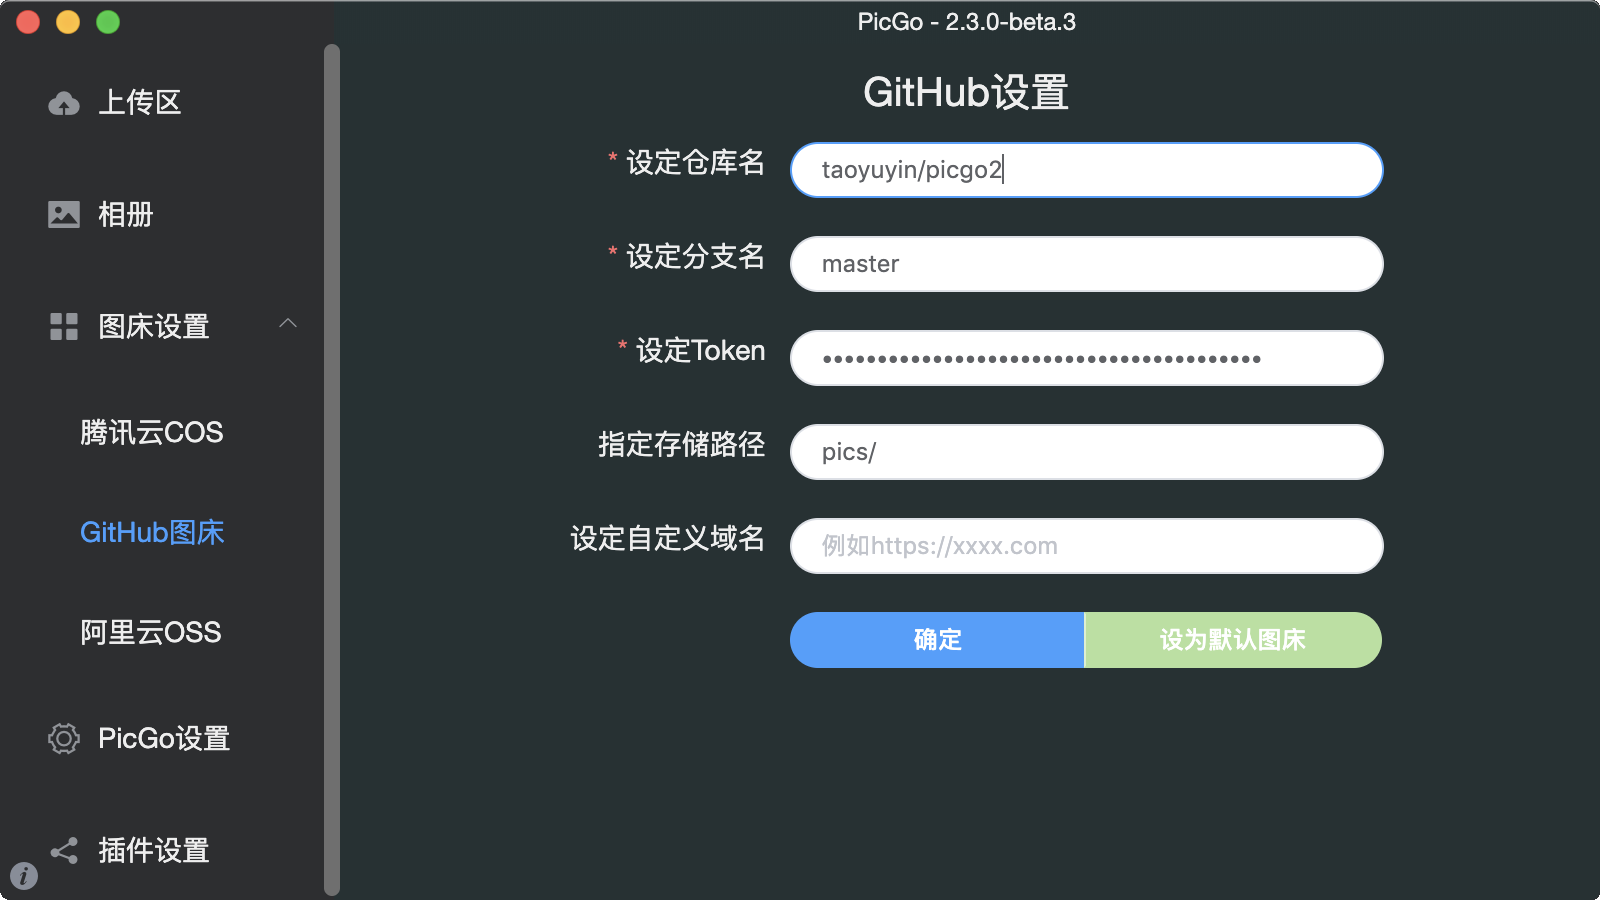 PicGo - 2.3.0-beta.3
上传区
相册
图床设置
腾讯云COS
GitHub图床
阿里云OSS
PicGo设置
插件设置
GitHub设置
* 设定仓库名
taoyuyin/picgo2
* 设定分支名
master
* 设定Token
••••••••••••••••••••••••••••••••••••••••
指定存储路径
pics/
设定自定义域名
例如https://xxxx.com
确定
设为默认图床